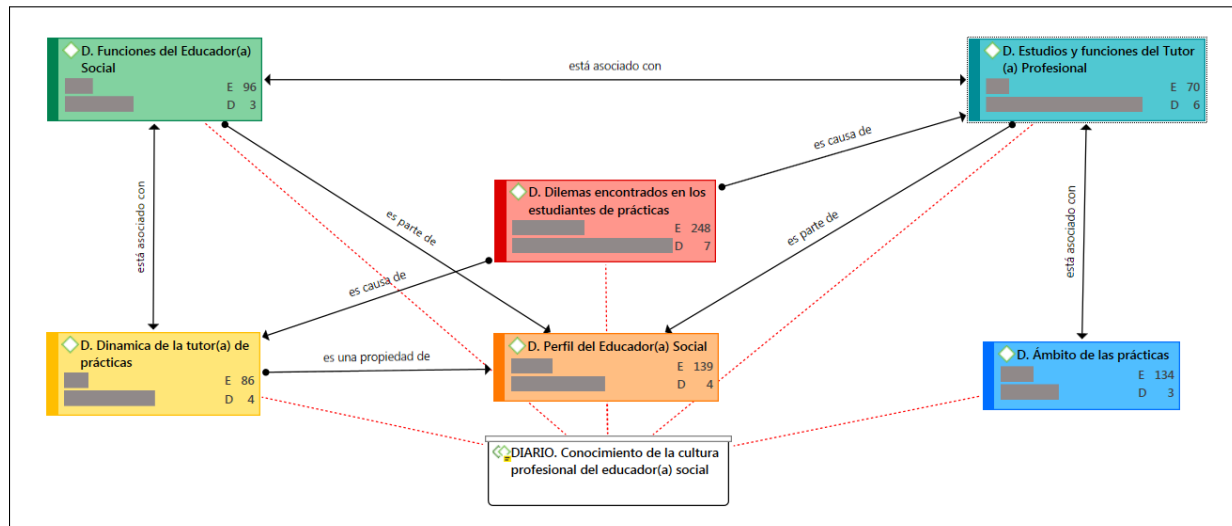 D. Funciones del Educador(a)
Social
E 96
D 3
está asociado con
D. Estudios y funciones del Tutor
(a) Profesional
E 70
D 6
es causa de
D. Dilemas encontrados en los
estudiantes de prácticas
E 248
D 7
está asociado con
es parte de
es parte de
está asociado con
es causa de
D. Dinamica de la tutor(a) de
prácticas
E 86
D 4
es una propiedad de
D. Perfil del Educador(a) Social
E 139
D 4
D. Ámbito de las prácticas
E 134
D 3
DIARIO. Conocimiento de la cultura
profesional del educador(a) social